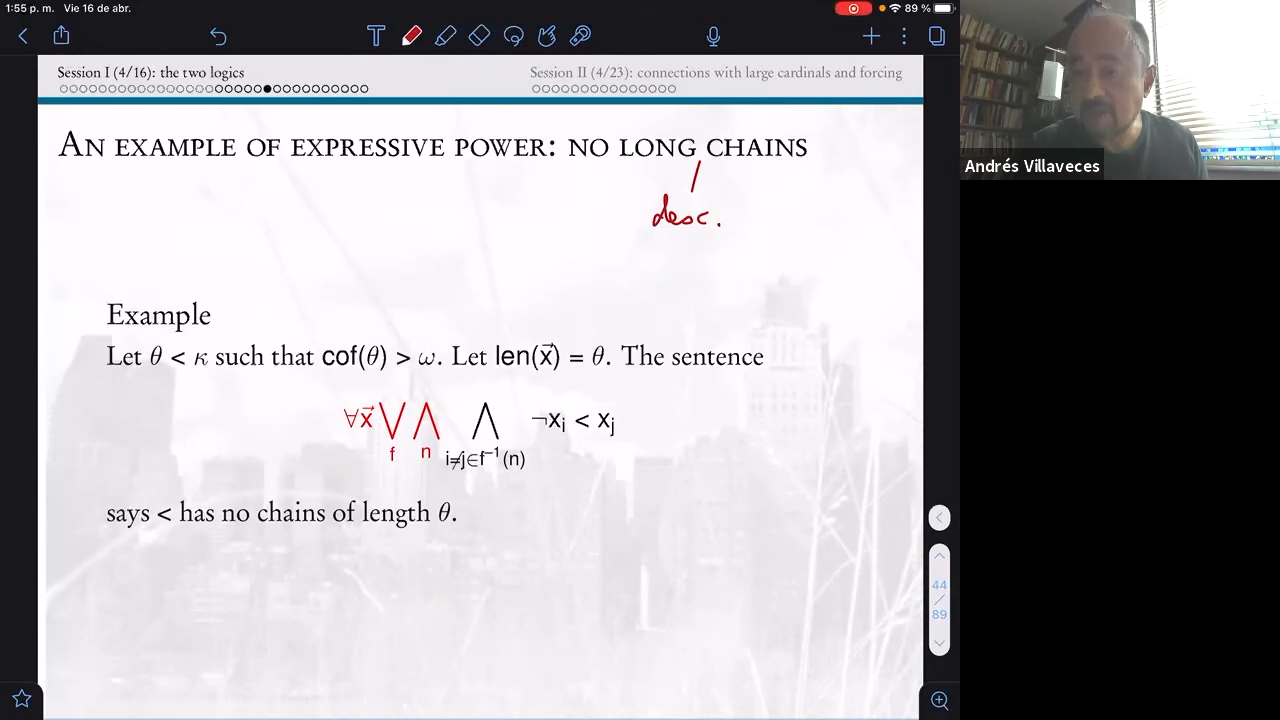 1:55 p. m. Vie 16 de abr.
89 %
T
Session I (4/16): the two logics
Session II (4/23): connections with large cardinals and forcing
AN EXAMPLE OF EXPRESSIVE POWER: NO LONG CHAINS
desc.
Example
Let θ < κ such that cof(θ) > ω. Let len(x⃗) = θ. The sentence
∀x⃗ ⋁ ⋀ ⋀ ¬xᵢ < xⱼ
f n i≠j∈f⁻¹(n)
says < has no chains of length θ.
44
/
89
Andrés Villaveces